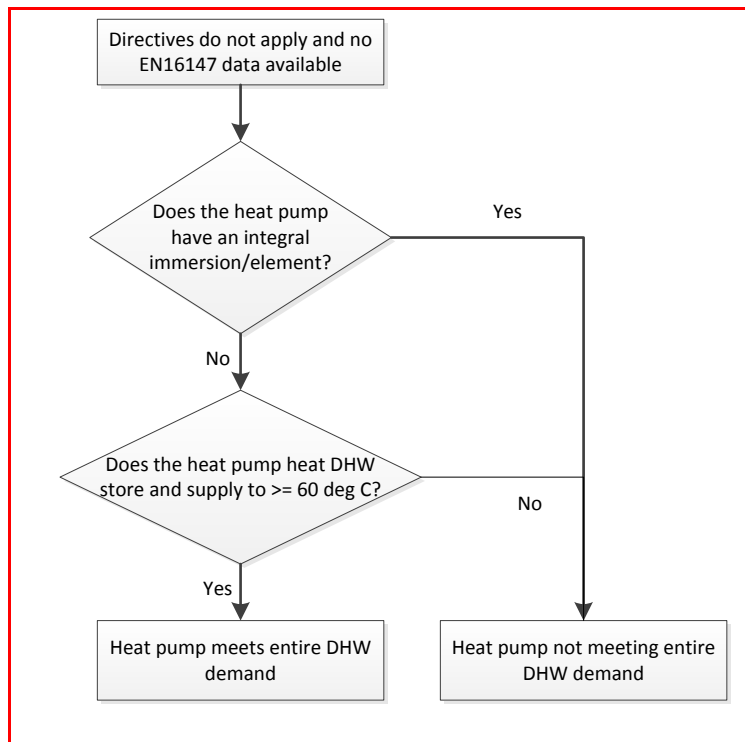 Directives do not apply and no
EN16147 data available
Does the heat pump
have an integral
immersion/element?
Yes
No
Does the heat pump heat DHW
store and supply to >= 60 deg C?
No
Yes
Heat pump meets entire DHW
demand
Heat pump not meeting entire
DHW demand